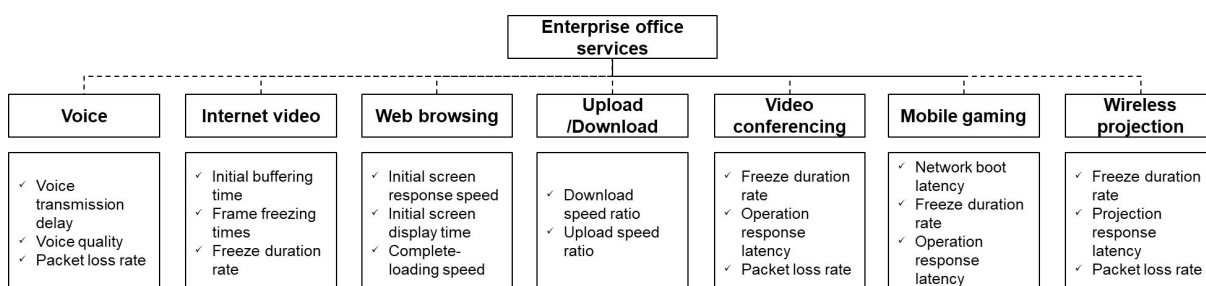 Enterprise office
services
Voice
Internet video
Web browsing
Upload
/Download
Video
conferencing
Mobile gaming
Wireless
projection
✓ Voice
transmission
delay
✓ Voice quality
✓ Packet loss rate
✓ Initial buffering
time
✓ Frame freezing
times
✓ Freeze duration
rate
✓ Initial screen
response speed
✓ Initial screen
display time
✓ Complete-
loading speed
✓ Download
speed ratio
✓ Upload speed
ratio
✓ Freeze duration
rate
✓ Operation
response
latency
✓ Packet loss rate
✓ Network boot
latency
✓ Freeze duration
rate
✓ Operation
response
latency
✓ Freeze duration
rate
✓ Projection
response
latency
✓ Packet loss rate